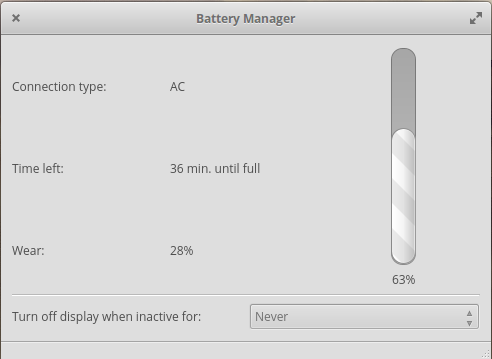 Battery Manager
Connection type: AC
Time left: 36 min. until full
Wear: 28%
63%
Turn off display when inactive for: Never